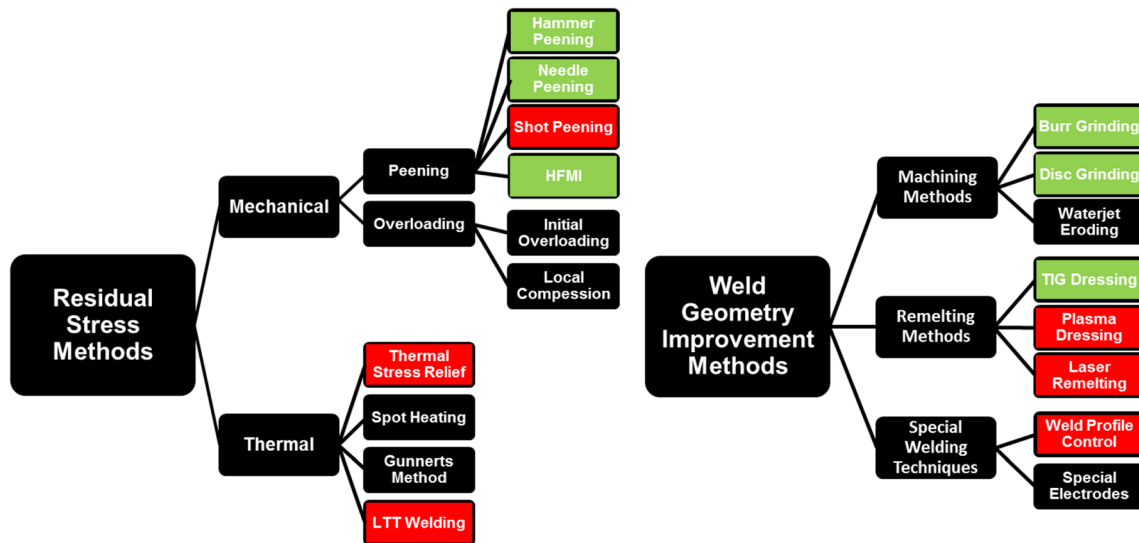 Residual
Stress
Methods
Mechanical
Peening
Hammer
Peening
Needle
Peening
Shot Peening
HFMI
Overloading
Initial
Overloading
Local
Compession
Thermal
Thermal
Stress Relief
Spot Heating
Gunnerts
Method
LTT Welding
Weld
Geometry
Improvement
Methods
Machining
Methods
Burr Grinding
Disc Grinding
Waterjet
Eroding
Remelting
Methods
TIG Dressing
Plasma
Dressing
Laser
Remelting
Special
Welding
Techniques
Weld Profile
Control
Special
Electrodes